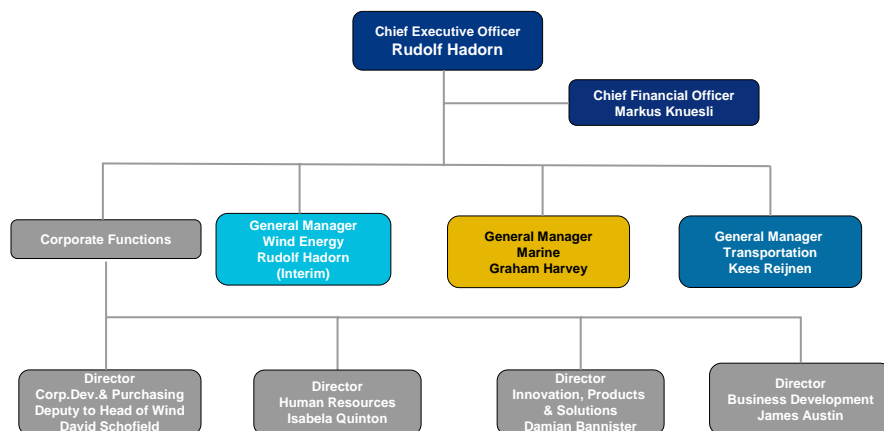 Chief Executive Officer
Rudolf Hadorn
Chief Financial Officer
Markus Knuesli
Corporate Functions
General Manager
Wind Energy
Rudolf Hadorn
(Interim)
General Manager
Marine
Graham Harvey
General Manager
Transportation
Kees Reijnen
Director
Corp.Dev.& Purchasing
Deputy to Head of Wind
David Schofield
Director
Human Resources
Isabela Quinton
Director
Innovation, Products
& Solutions
Damian Bannister
Director
Business Development
James Austin